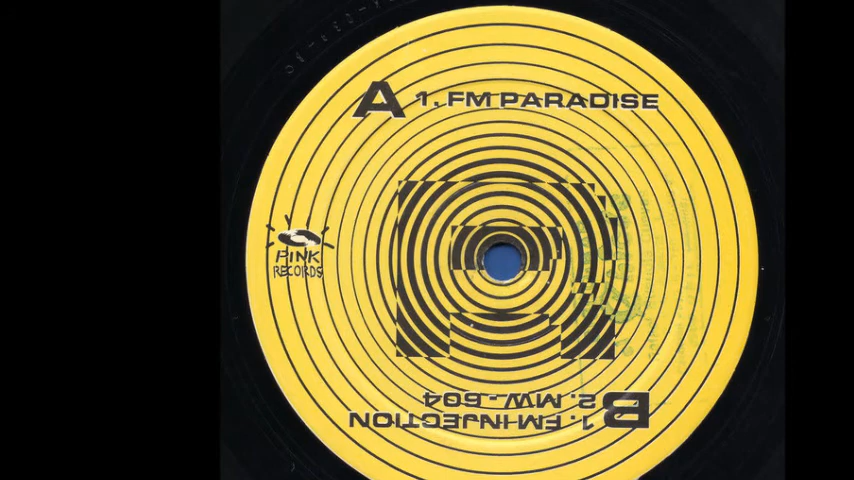 A 1. FM PARADISE
PINK
RECORDS
B 1. FM INJECTION
2. MW - 604